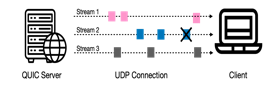 Stream 1
Stream 2
Stream 3
QUIC Server
UDP Connection
Client